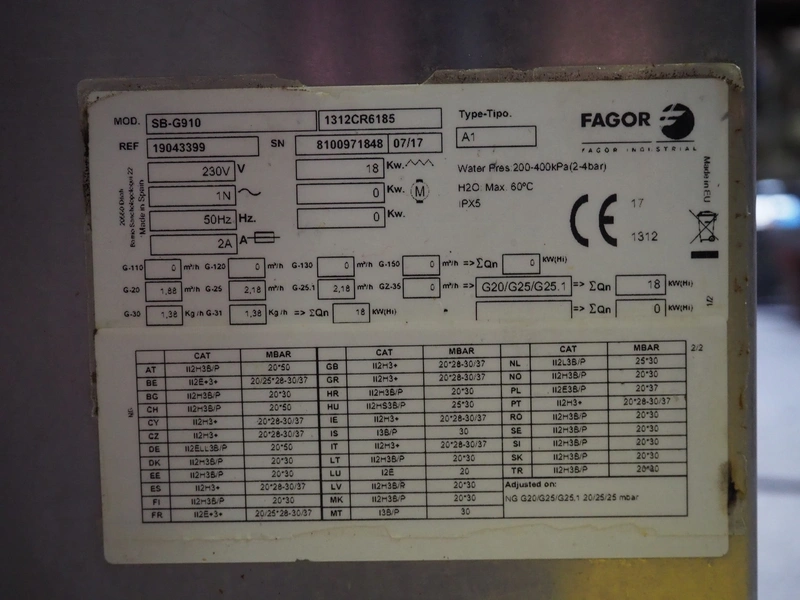 MOD. SB-G910 1312CR6185 Type-Tipo. FAGOR
REF 19043399 SN 8100971848 07/17 A1 FAGOR INDUSTRIAL
230V V 18 Kw. Water Pres 200-400kPa(2-4bar)
1N 0 Kw. M H2O Max. 60ºC
50Hz Hz. 0 Kw. IPX5
2A A CE 17
1312
Made in Spain
Made in EU
G-110 0 m³/h G-120 0 m³/h G-130 0 m³/h G-150 0 m³/h => ΣQn 0 kW(Hi)
G-20 1,88 m³/h G-25 2,18 m³/h G-25.1 2,18 m³/h G2-35 0 m³/h => G20/G25/G25.1 => ΣQn 18 kW(Hi)
G-30 1,38 Kg/h G-31 1,38 Kg/h => ΣQn 18 kW(Hi) => ΣQn 0 kW(Hi)
1/2
2/2
CAT MBAR CAT MBAR CAT MBAR
AT II2H3B/P 20*50 GB II2H3+ 20*28-30/37 NL II2L3B/P 25*30
BE II2E+3+ 20/25*28-30/37 GR II2H3+ 20*28-30/37 NO II2H3B/P 20*30
BG II2H3B/P 20*30 HR II2H3B/P 20*30 PL II2E3B/P 20*37
CH II2H3B/P 20*50 HU II2HS3B/P 25*30 PT II2H3+ 20*28-30/37
CY II2H3+ 20*28-30/37 IE II2H3+ 20*28-30/37 RO II2H3B/P 20*30
CZ II2H3+ 20*28-30/37 IS I3B/P 30 SE II2H3B/P 20*30
DE II2ELL3B/P 20*50 IT II2H3+ 20*28-30/37 SI II2H3B/P 20*30
DK II2H3B/P 20*30 LT II2H3B/P 20*30 SK II2H3B/P 20*30
EE II2H3B/P 20*30 LU I2E 20 TR II2H3B/P 20*30
ES II2H3+ 20*28-30/37 LV II2H3B/P 20*30 Adjusted on:
FI II2H3B/P 20*30 MK II2H3B/P 20*30 NG G20/G25/G25.1 20/25/25 mbar
FR II2E+3+ 20/25*28-30/37 MT I3B/P 30